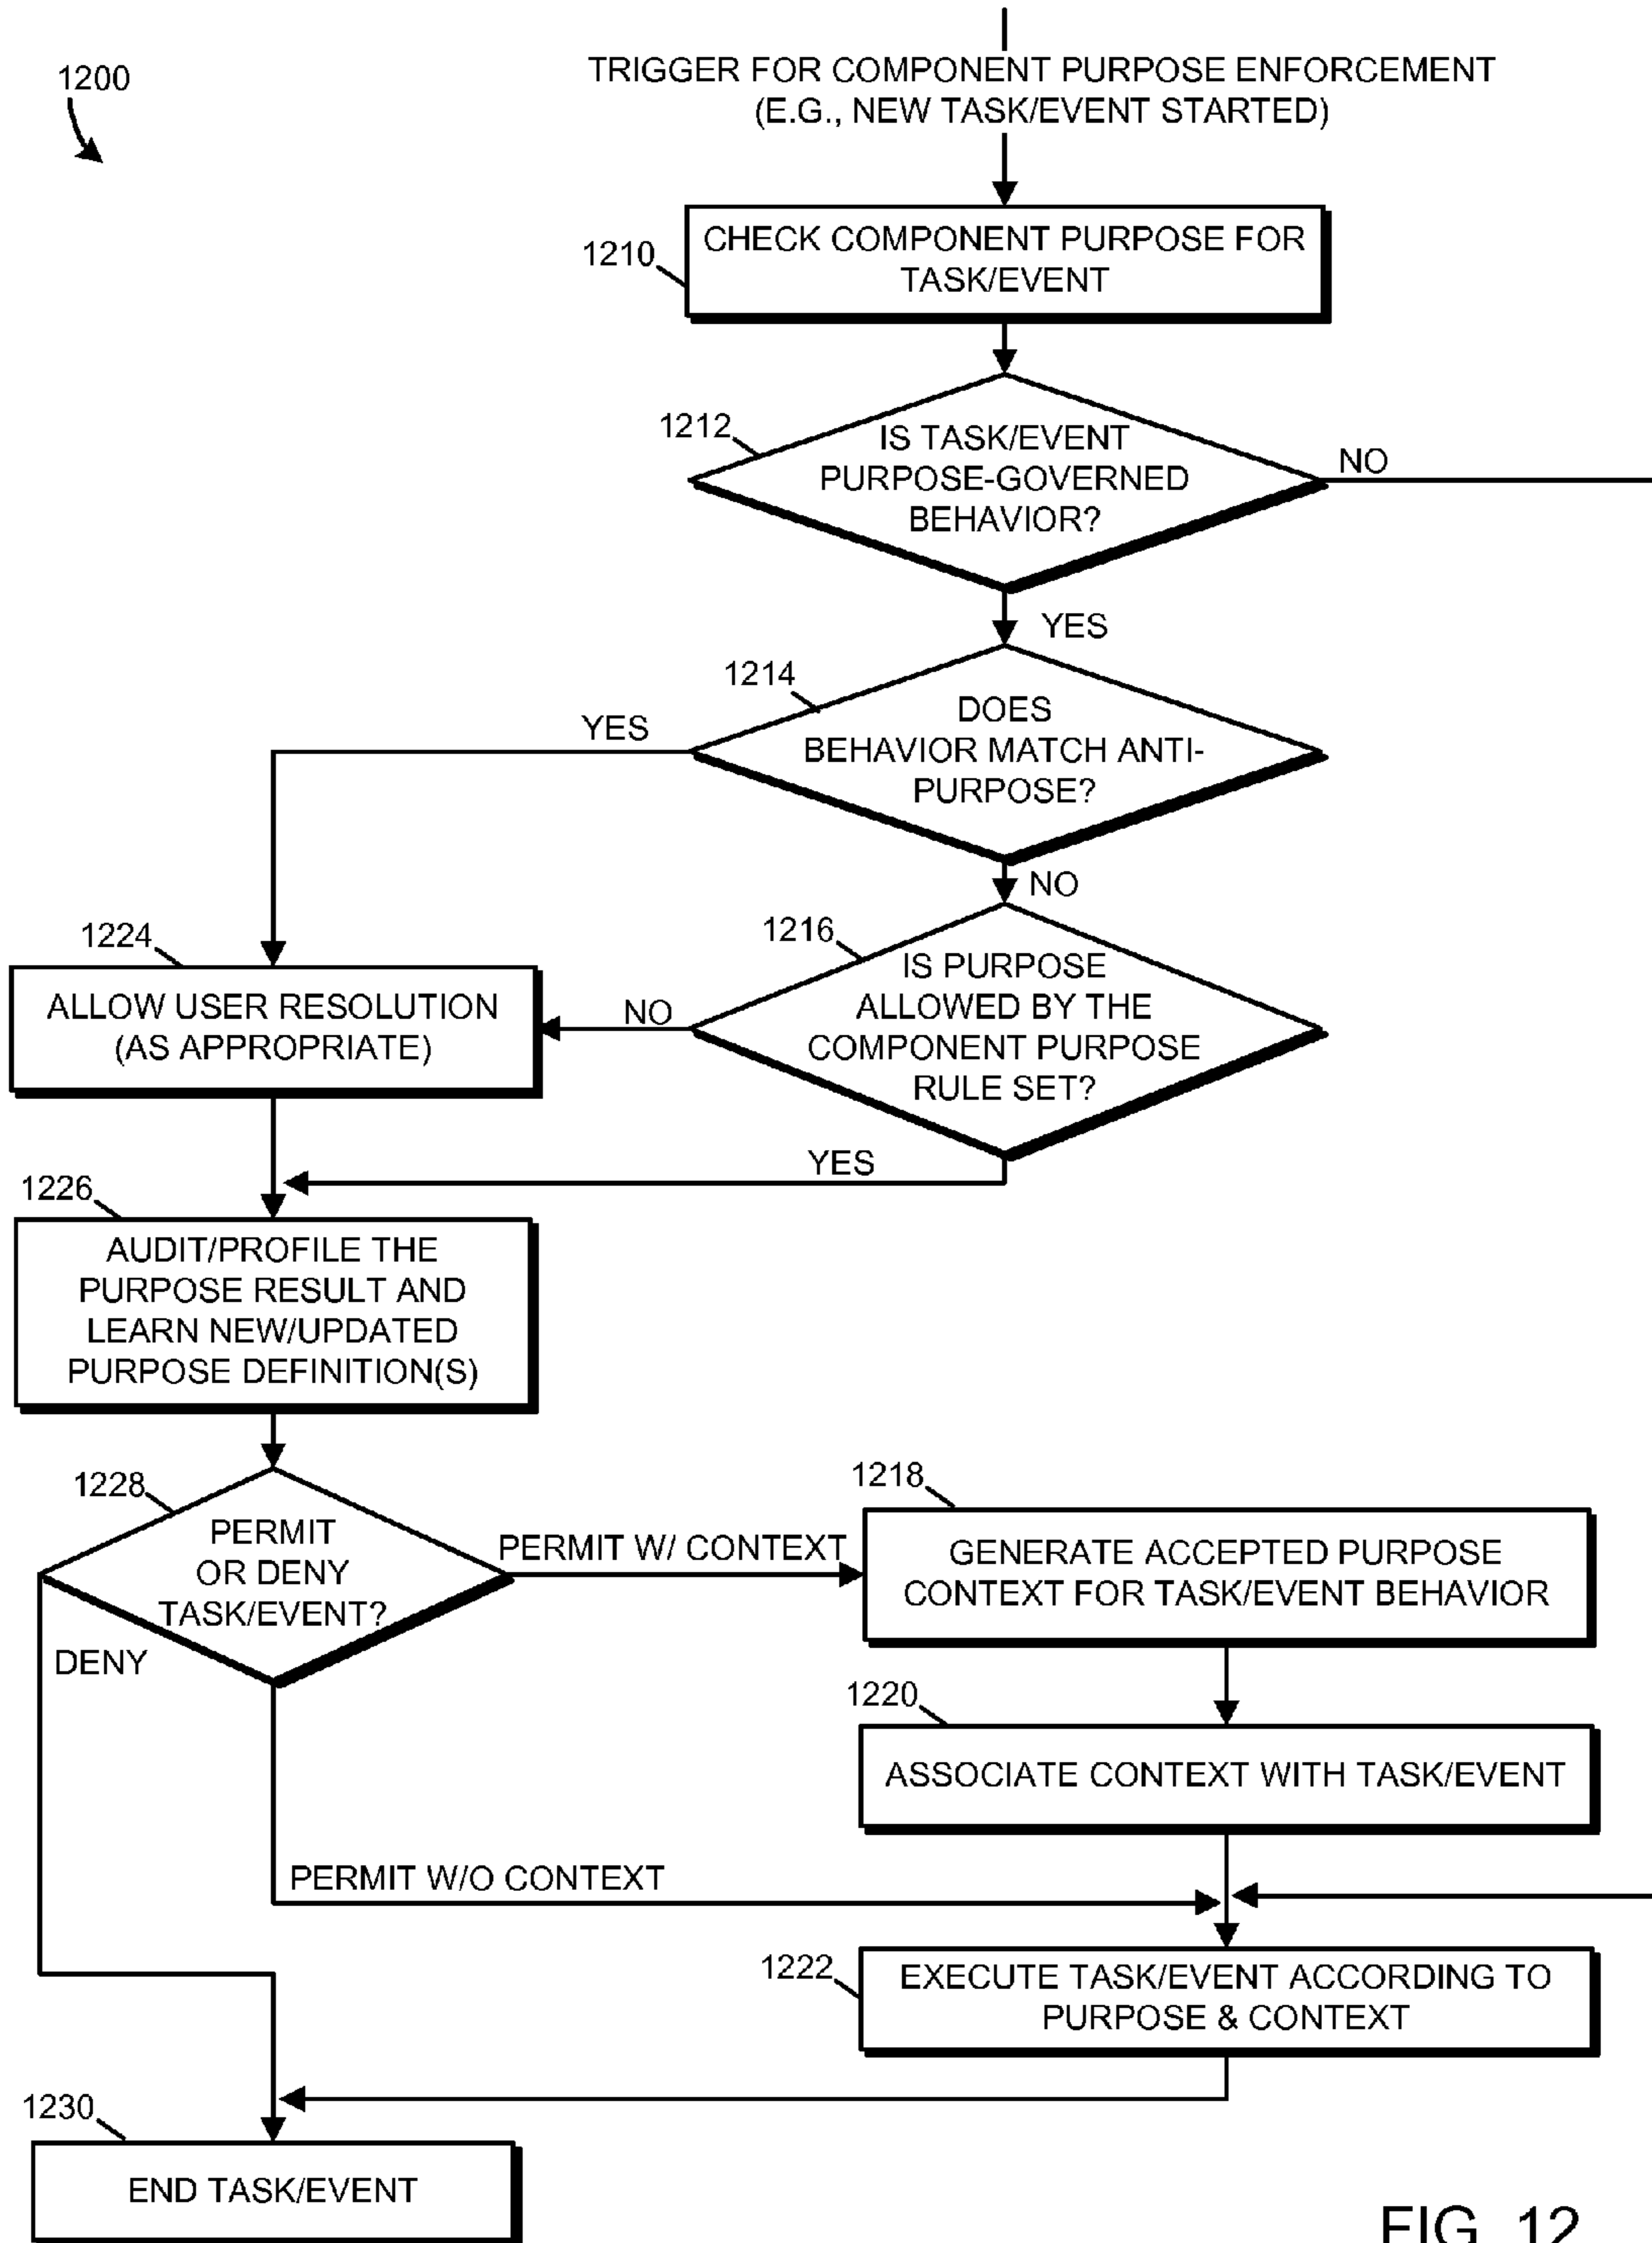 1200
TRIGGER FOR COMPONENT PURPOSE ENFORCEMENT
(E.G., NEW TASK/EVENT STARTED)
1210
CHECK COMPONENT PURPOSE FOR
TASK/EVENT
1212
IS TASK/EVENT
PURPOSE-GOVERNED
BEHAVIOR?
NO
YES
1214
DOES
BEHAVIOR MATCH ANTI-
PURPOSE?
YES
NO
1216
IS PURPOSE
ALLOWED BY THE
COMPONENT PURPOSE
RULE SET?
NO
YES
1224
ALLOW USER RESOLUTION
(AS APPROPRIATE)
1226
AUDIT/PROFILE THE
PURPOSE RESULT AND
LEARN NEW/UPDATED
PURPOSE DEFINITION(S)
1228
PERMIT
OR DENY
TASK/EVENT?
PERMIT W/ CONTEXT
DENY
PERMIT W/O CONTEXT
1218
GENERATE ACCEPTED PURPOSE
CONTEXT FOR TASK/EVENT BEHAVIOR
1220
ASSOCIATE CONTEXT WITH TASK/EVENT
1222
EXECUTE TASK/EVENT ACCORDING TO
PURPOSE & CONTEXT
1230
END TASK/EVENT
FIG. 12